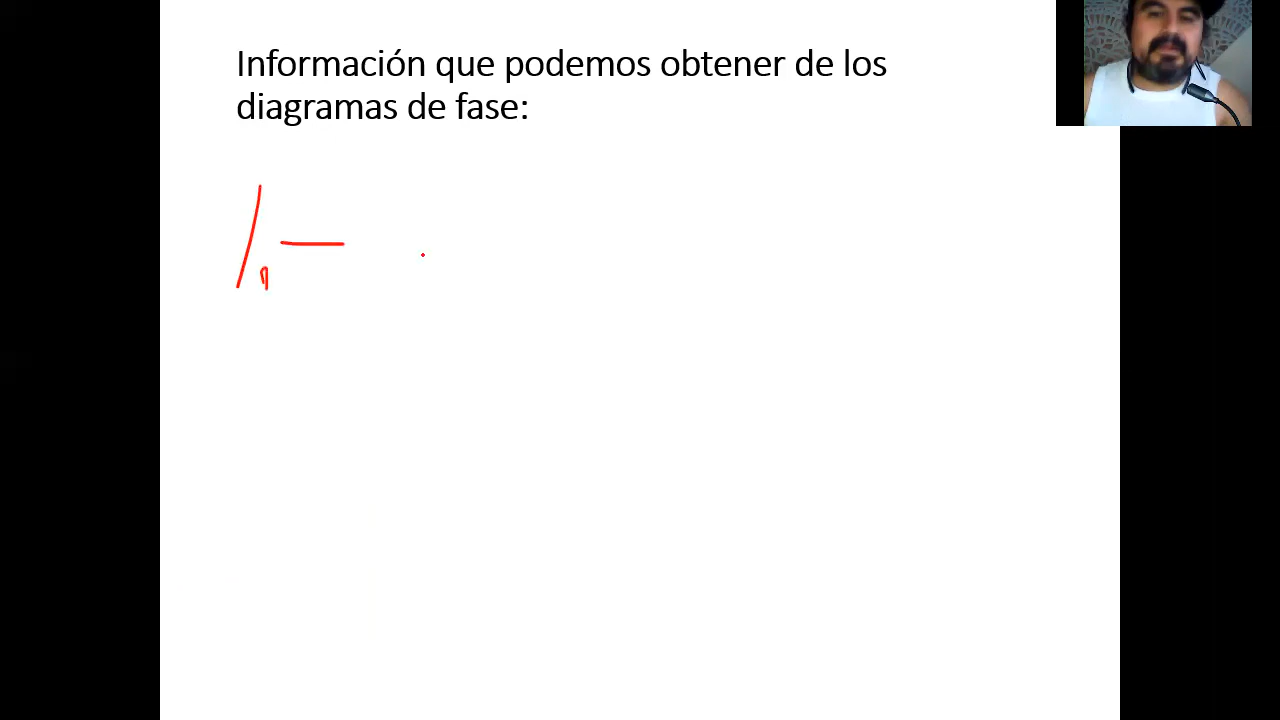 Información que podemos obtener de los
diagramas de fase: